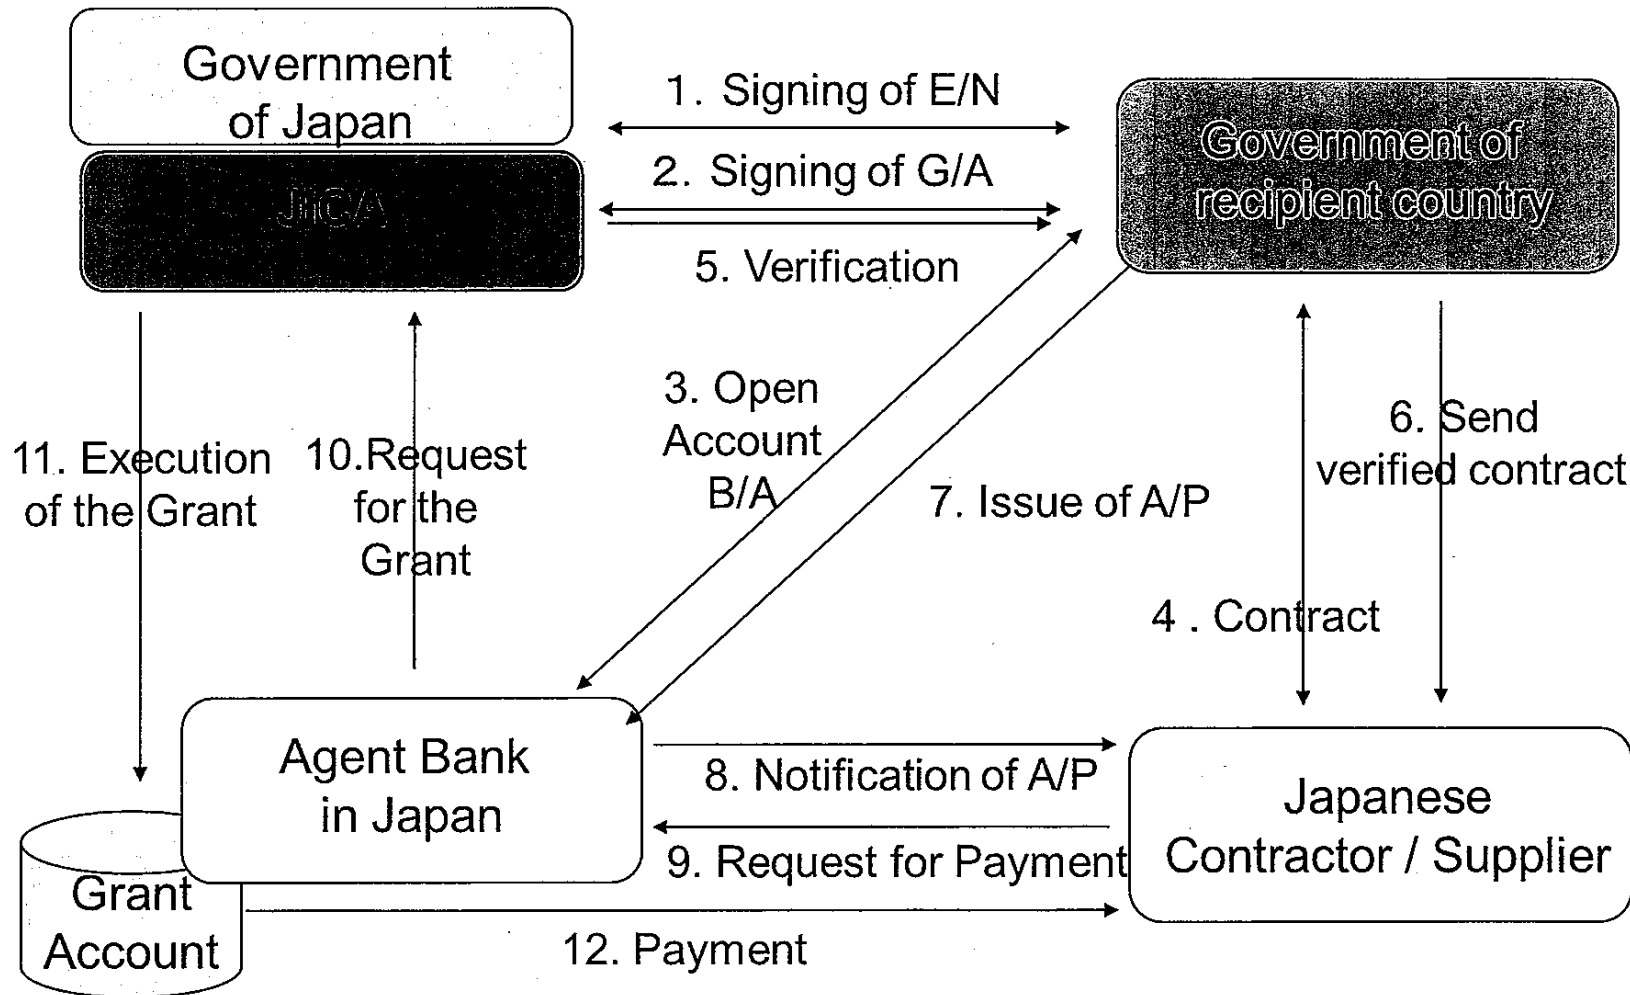 Government
of Japan
JICA
1. Signing of E/N
2. Signing of G/A
5. Verification
Government of
recipient country
3. Open
Account
B/A
7. Issue of A/P
6. Send
verified contract
4 . Contract
11. Execution
of the Grant
10.Request
for the
Grant
Agent Bank
in Japan
8. Notification of A/P
9. Request for Payment
Japanese
Contractor / Supplier
Grant
Account
12. Payment